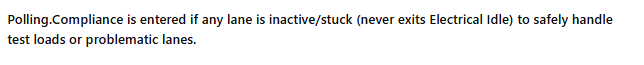 Polling.Compliance is entered if any lane is inactive/stuck (never exits Electrical Idle) to safely handle
test loads or problematic lanes.